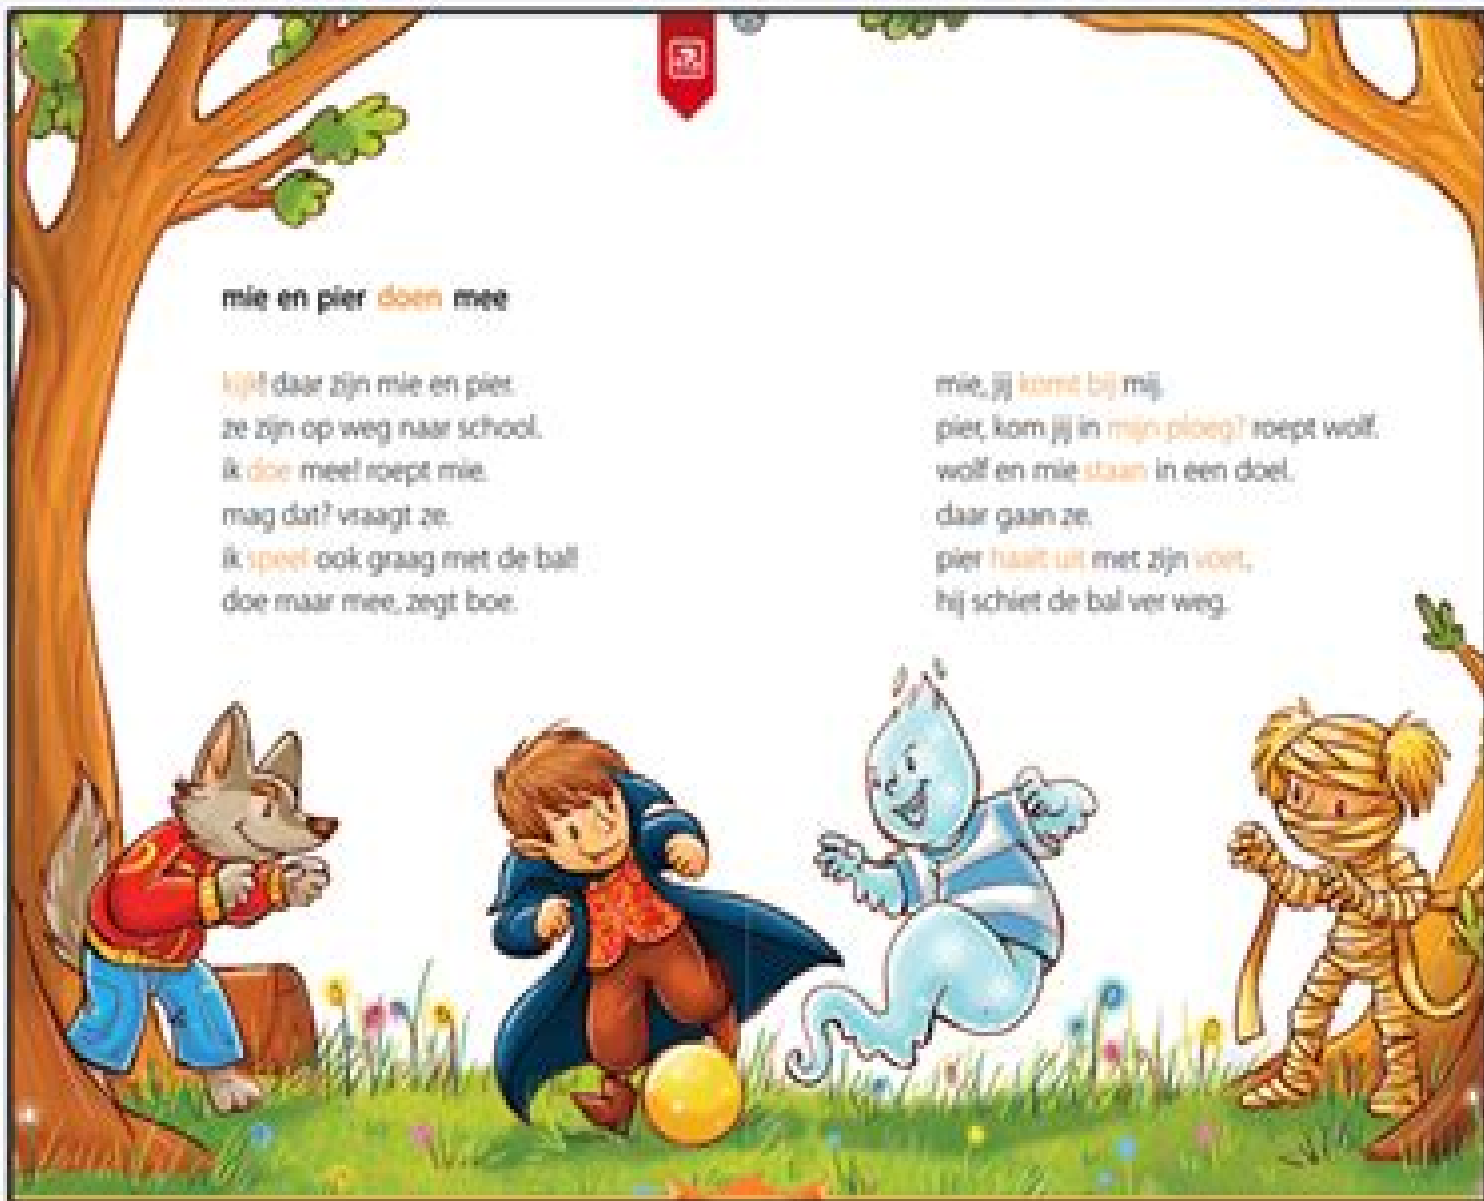 mie en pier doen mee
kijk! daar zijn mie en pier.
ze zijn op weg naar school.
ik doe mee! roept mie.
mag dat? vraagt ze.
ik speel ook graag met de bal!
doe maar mee, zegt boe.
mie, jij komt bij mij.
pier, kom jij in mijn ploeg? roept wolf.
wolf en mie staan in een doel.
daar gaan ze.
pier haalt uit met zijn voet.
hij schiet de bal ver weg.